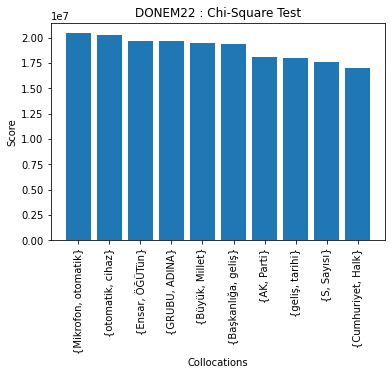 DONEM22 : Chi-Square Test
1e7
2.00
1.75
1.50
1.25
1.00
0.75
0.50
0.25
0.00
Score
{Mikrofon, otomatik}
{otomatik, cihaz}
{Ensar, ÖĞÜTün}
{GRUBU, ADINA}
{Büyük, Millet}
{Başkanlığa, geliş}
{AK, Parti}
{geliş, tarihi}
{S, Sayısı}
{Cumhuriyet, Halk}
Collocations